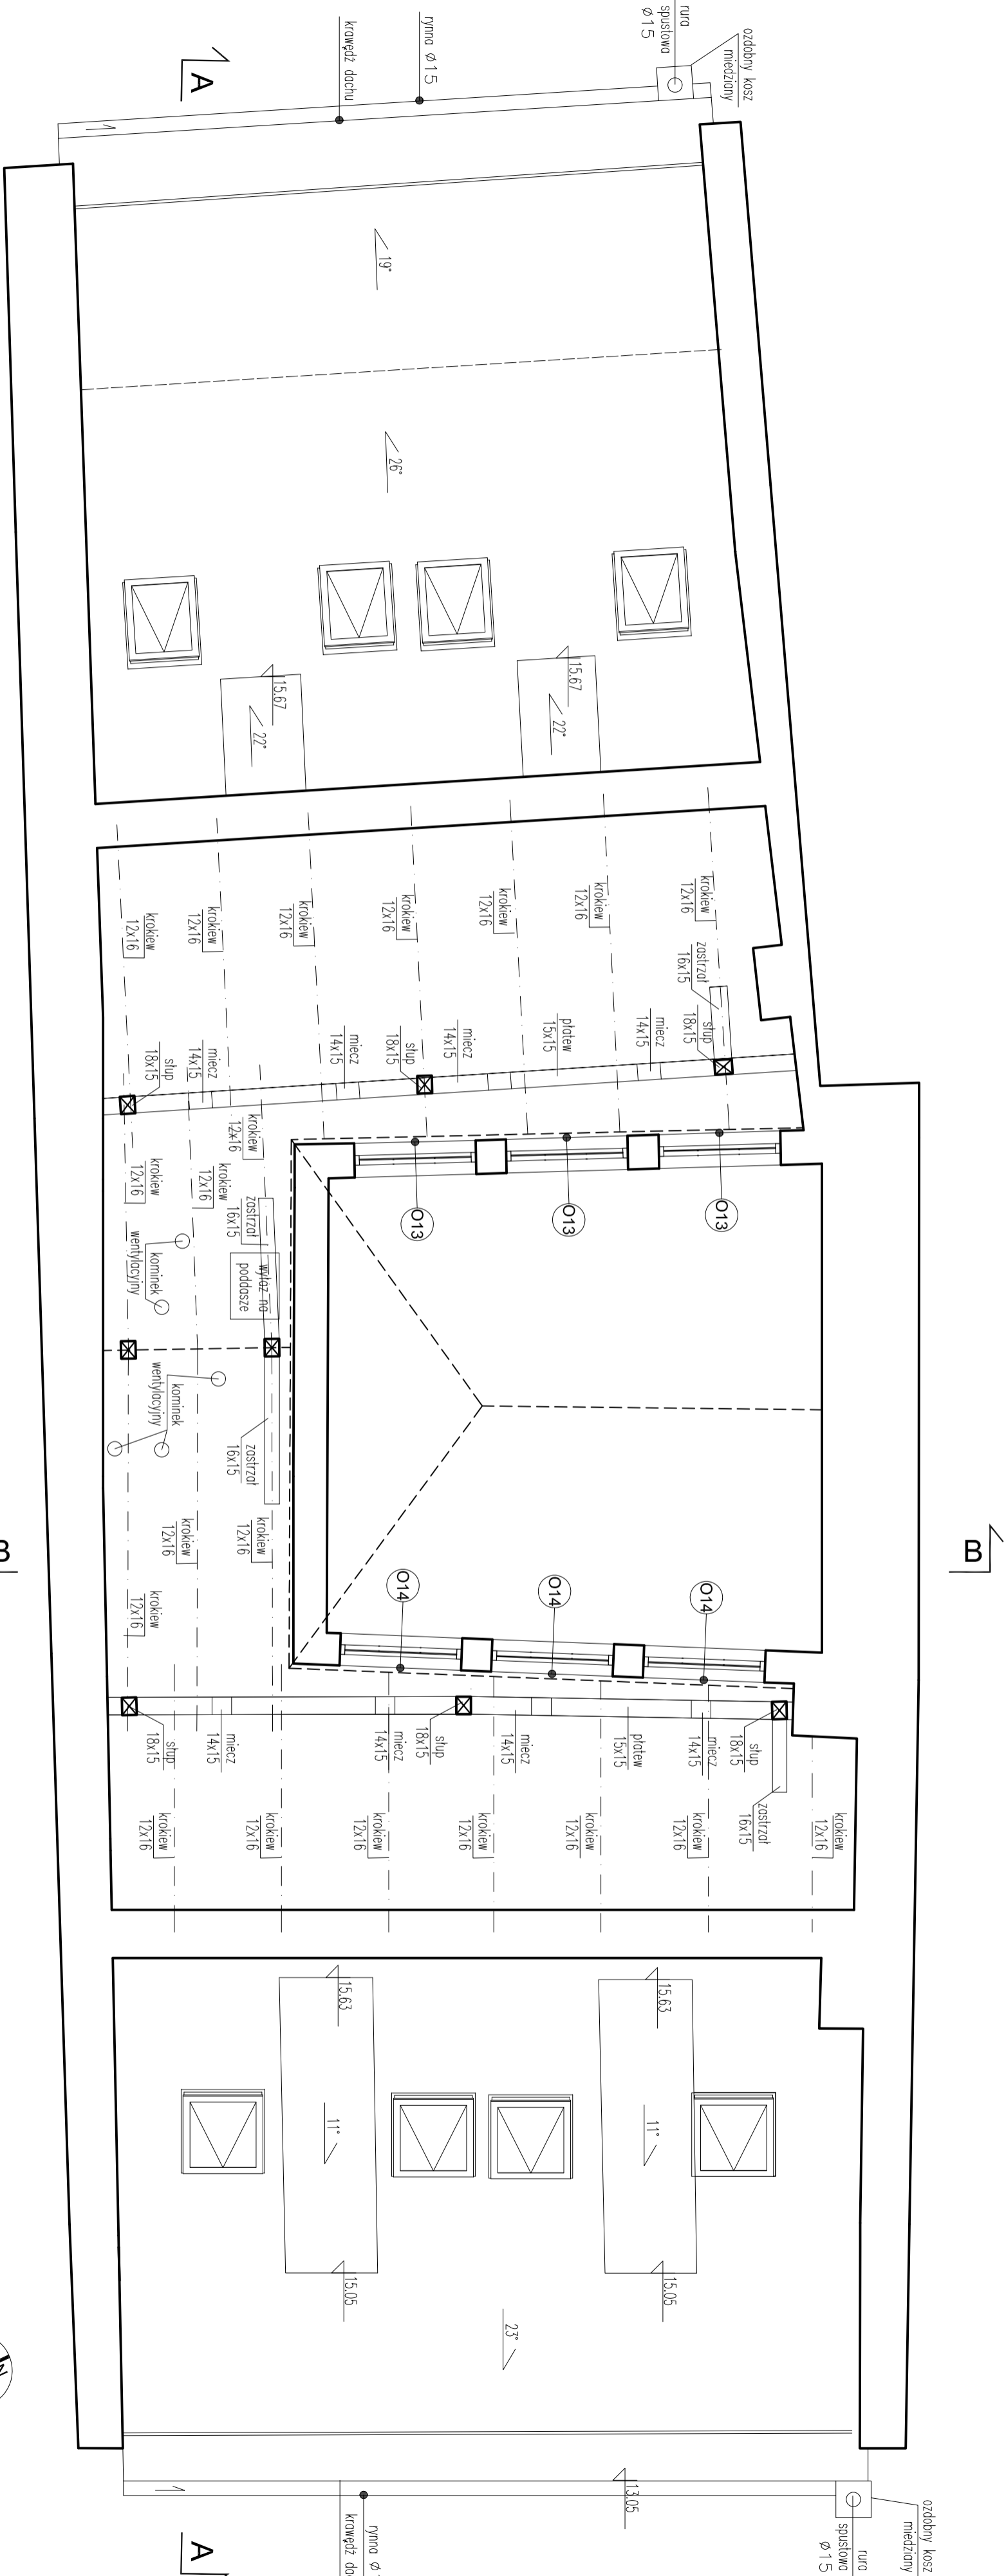 ozdobny kosz
miedziany
rura
spustowa
Ø15
rynna Ø15
krawędź dachu
A
19°
26°
15.67
22°
15.67
22°
krokiew
12x16
krokiew
12x16
krokiew
12x16
krokiew
12x16
krokiew
12x16
krokiew
12x16
krokiew
12x16
zastrzał
16x15
słup
18x15
miecz
14x15
płatew
15x15
miecz
14x15
słup
18x15
miecz
14x15
miecz
14x15
słup
18x15
O13
O13
O13
krokiew
12x16
krokiew
12x16
krokiew
12x16
zastrzał
16x15
wyłaz na
poddasze
kominek
wentylacyjny
kominek
wentylacyjny
zastrzał
16x15
krokiew
12x16
krokiew
12x16
krokiew
12x16
B
B
O14
O14
O14
słup
18x15
miecz
14x15
płatew
15x15
miecz
14x15
słup
18x15
miecz
14x15
miecz
14x15
słup
18x15
zastrzał
16x15
krokiew
12x16
krokiew
12x16
krokiew
12x16
krokiew
12x16
krokiew
12x16
krokiew
12x16
krokiew
12x16
15.63
15.63
11°
11°
15.05
15.05
23°
N
13.05
ozdobny kosz
miedziany
rura
spustowa
Ø15
rynna Ø
krawędź da
A